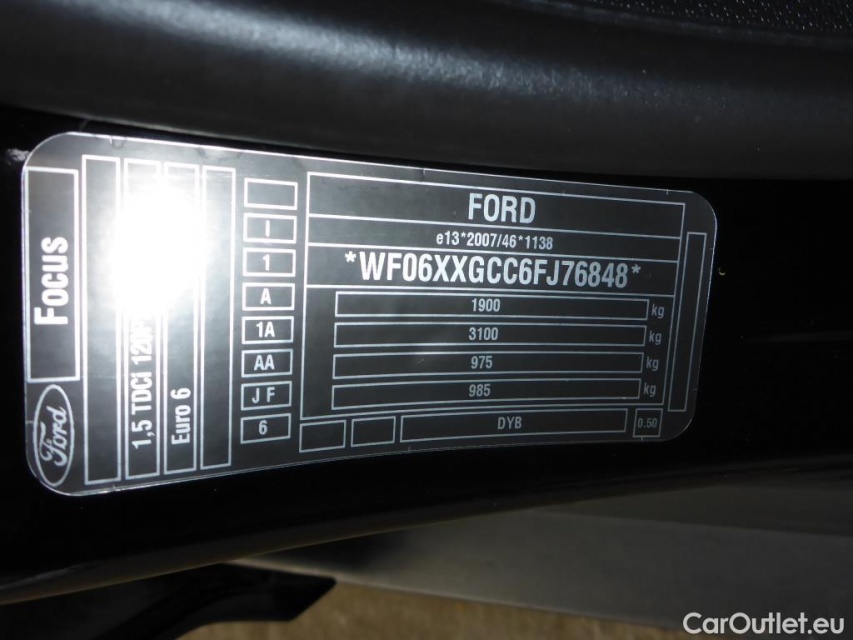 FOCUS
Ford
1,5 TDCi 120P
Euro 6
I
1
A
1A
AA
J F
6
FORD
e13*2007/46*1138
*WF06XXGCC6FJ76848*
1900 kg
3100 kg
975 kg
985 kg
DYB 0.50
CarOutlet.eu